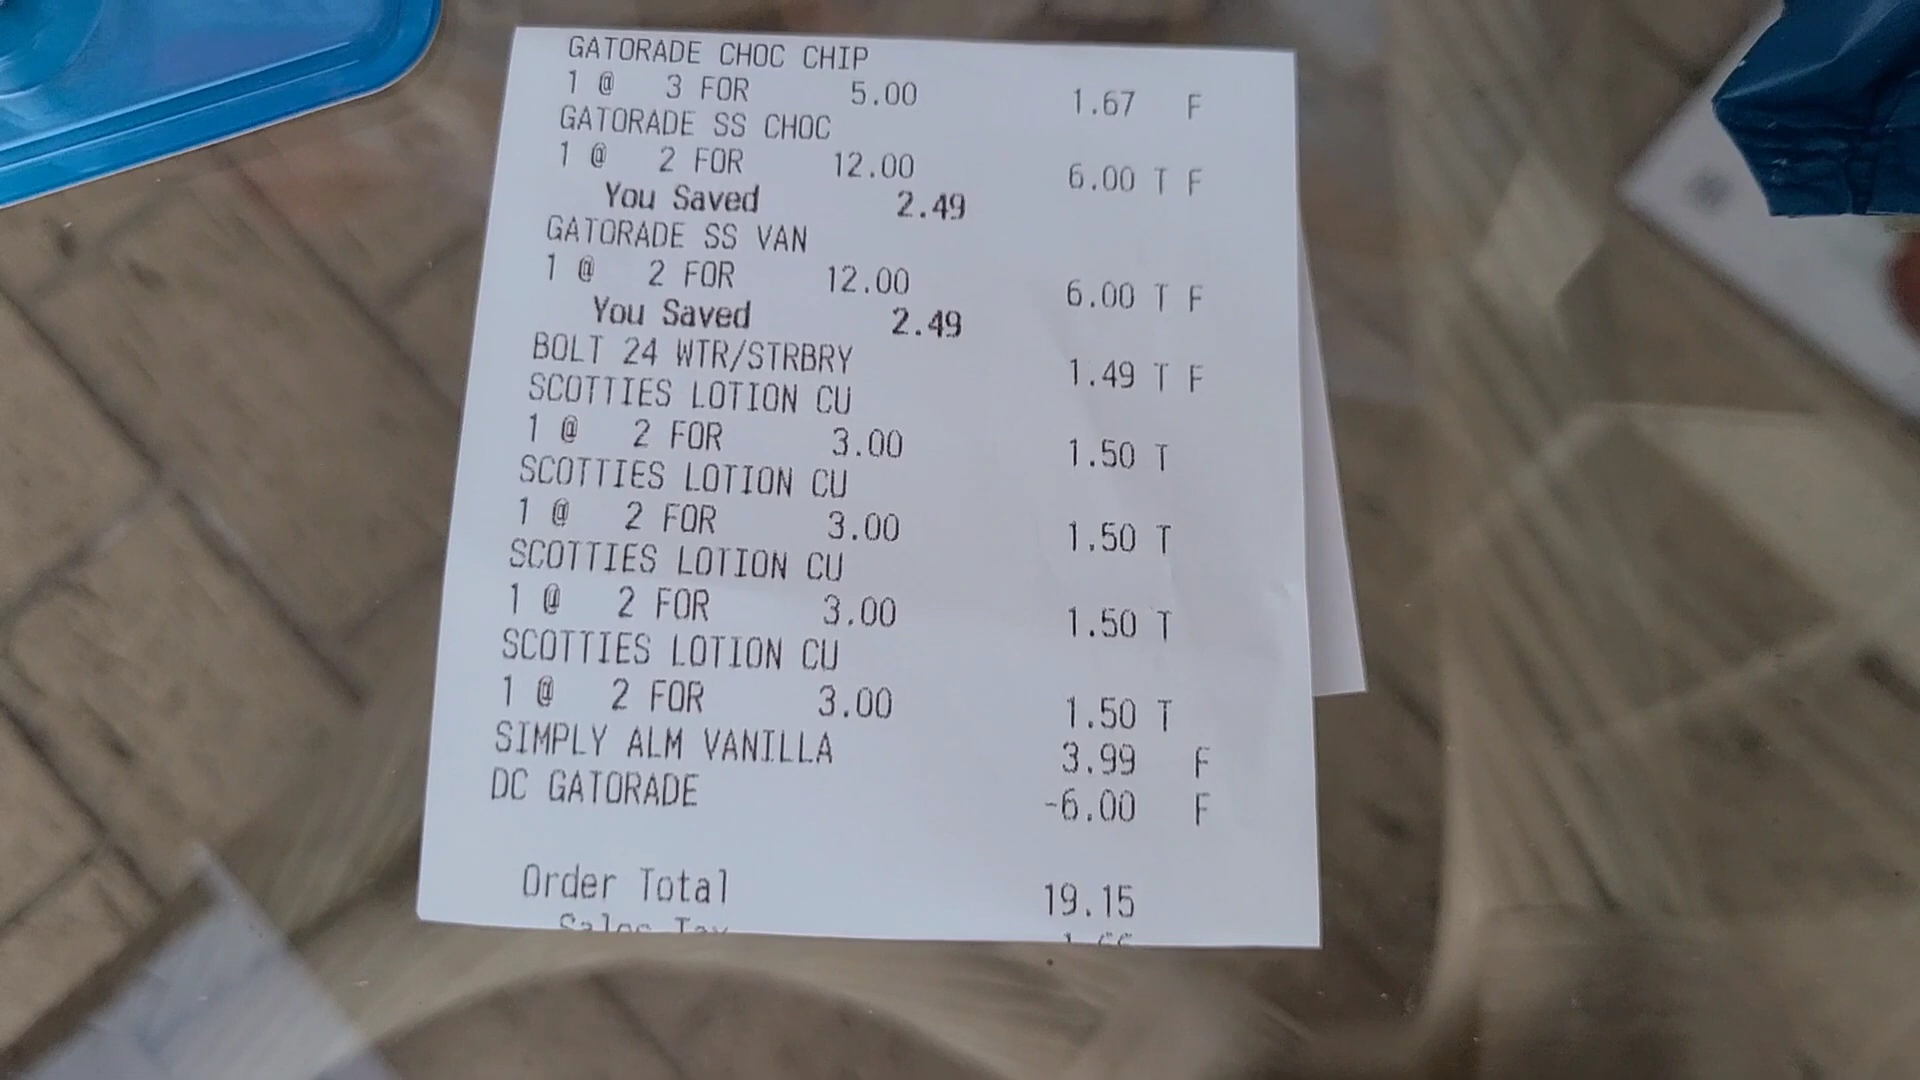 GATORADE CHOC CHIP
1 @ 3 FOR 5.00 1.67 F
GATORADE SS CHOC
1 @ 2 FOR 12.00 6.00 T F
You Saved 2.49
GATORADE SS VAN
1 @ 2 FOR 12.00 6.00 T F
You Saved 2.49
BOLT 24 WTR/STRBRY 1.49 T F
SCOTTIES LOTION CU
1 @ 2 FOR 3.00 1.50 T
SCOTTIES LOTION CU
1 @ 2 FOR 3.00 1.50 T
SCOTTIES LOTION CU
1 @ 2 FOR 3.00 1.50 T
SCOTTIES LOTION CU
1 @ 2 FOR 3.00 1.50 T
SIMPLY ALM VANILLA 3.99 F
DC GATORADE -6.00 F
Order Total 19.15
Sales Tax